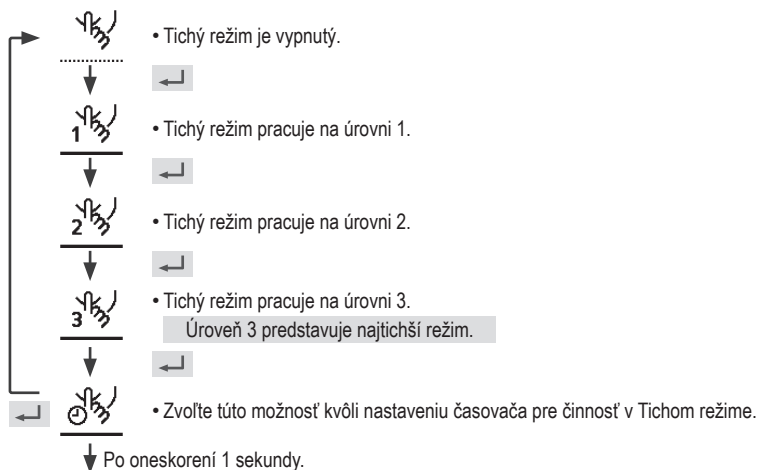 • Tichý režim je vypnutý.
1
• Tichý režim pracuje na úrovni 1.
2
• Tichý režim pracuje na úrovni 2.
3
• Tichý režim pracuje na úrovni 3.
Úroveň 3 predstavuje najtichší režim.
• Zvoľte túto možnosť kvôli nastaveniu časovača pre činnosť v Tichom režime.
Po oneskorení 1 sekundy.